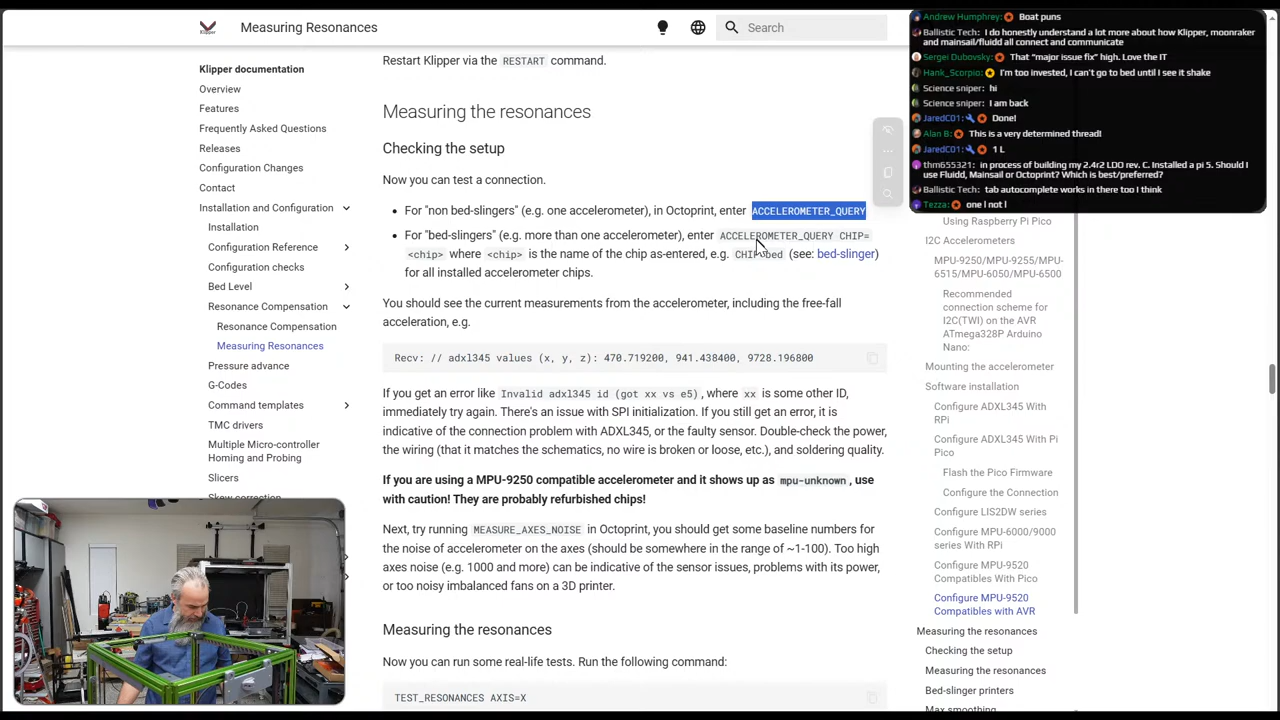 Klipper
Measuring Resonances
Search
Klipper documentation
Overview
Features
Frequently Asked Questions
Releases
Configuration Changes
Contact
Installation and Configuration
Installation
Configuration Reference
Configuration checks
Bed Level
Resonance Compensation
Resonance Compensation
Measuring Resonances
Pressure advance
G-Codes
Command templates
TMC drivers
Multiple Micro-controller
Homing and Probing
Slicers
Skew correction
Restart Klipper via the RESTART command.
Measuring the resonances
Checking the setup
Now you can test a connection.
• For "non bed-slingers" (e.g. one accelerometer), in Octoprint, enter ACCELEROMETER_QUERY
• For "bed-slingers" (e.g. more than one accelerometer), enter ACCELEROMETER_QUERY CHIP=
<chip> where <chip> is the name of the chip as-entered, e.g. CHIP=bed (see: bed-slinger)
for all installed accelerometer chips.
You should see the current measurements from the accelerometer, including the free-fall
acceleration, e.g.
Recv: // adxl345 values (x, y, z): 470.719200, 941.438400, 9728.196800
If you get an error like Invalid adxl345 id (got xx vs e5), where xx is some other ID,
immediately try again. There's an issue with SPI initialization. If you still get an error, it is
indicative of the connection problem with ADXL345, or the faulty sensor. Double-check the power,
the wiring (that it matches the schematics, no wire is broken or loose, etc.), and soldering quality.
If you are using a MPU-9250 compatible accelerometer and it shows up as mpu-unknown, use
with caution! They are probably refurbished chips!
Next, try running MEASURE_AXES_NOISE in Octoprint, you should get some baseline numbers for
the noise of accelerometer on the axes (should be somewhere in the range of ~1-100). Too high
axes noise (e.g. 1000 and more) can be indicative of the sensor issues, problems with its power,
or too noisy imbalanced fans on a 3D printer.
Measuring the resonances
Now you can run some real-life tests. Run the following command:
TEST_RESONANCES AXIS=X
Andrew Humphrey: Boat puns
Ballistic Tech: I do honestly understand a lot more about how Klipper, moonraker
and mainsail/fluidd all connect and communicate
Sergei Dubovsky: That "major issue fix" high. Love the IT
Hank_Scorpio: I'm too invested, I can't go to bed until I see it shake
Science sniper: hi
Science sniper: I am back
JaredC01: Done!
Alan B: This is a very determined thread!
JaredC01: 1 L
thm655321: in process of building my 2.4r2 LDO rev. C. Installed a pi 5. Should I
use Fluidd, Mainsail or Octoprint? Which is best/preferred?
Ballistic Tech: tab autocomplete works in there too I think
Tezza: one l not l
Using Raspberry Pi Pico
I2C Accelerometers
MPU-9250/MPU-9255/MPU-
6515/MPU-6050/MPU-6500
Recommended
connection scheme for
I2C(TWI) on the AVR
ATmega328P Arduino
Nano:
Mounting the accelerometer
Software installation
Configure ADXL345 With
RPi
Configure ADXL345 With Pi
Pico
Flash the Pico Firmware
Configure the Connection
Configure LIS2DW series
Configure MPU-6000/9000
series With RPi
Configure MPU-9520
Compatibles With Pico
Configure MPU-9520
Compatibles with AVR
Measuring the resonances
Checking the setup
Measuring the resonances
Bed-slinger printers
Max smoothing